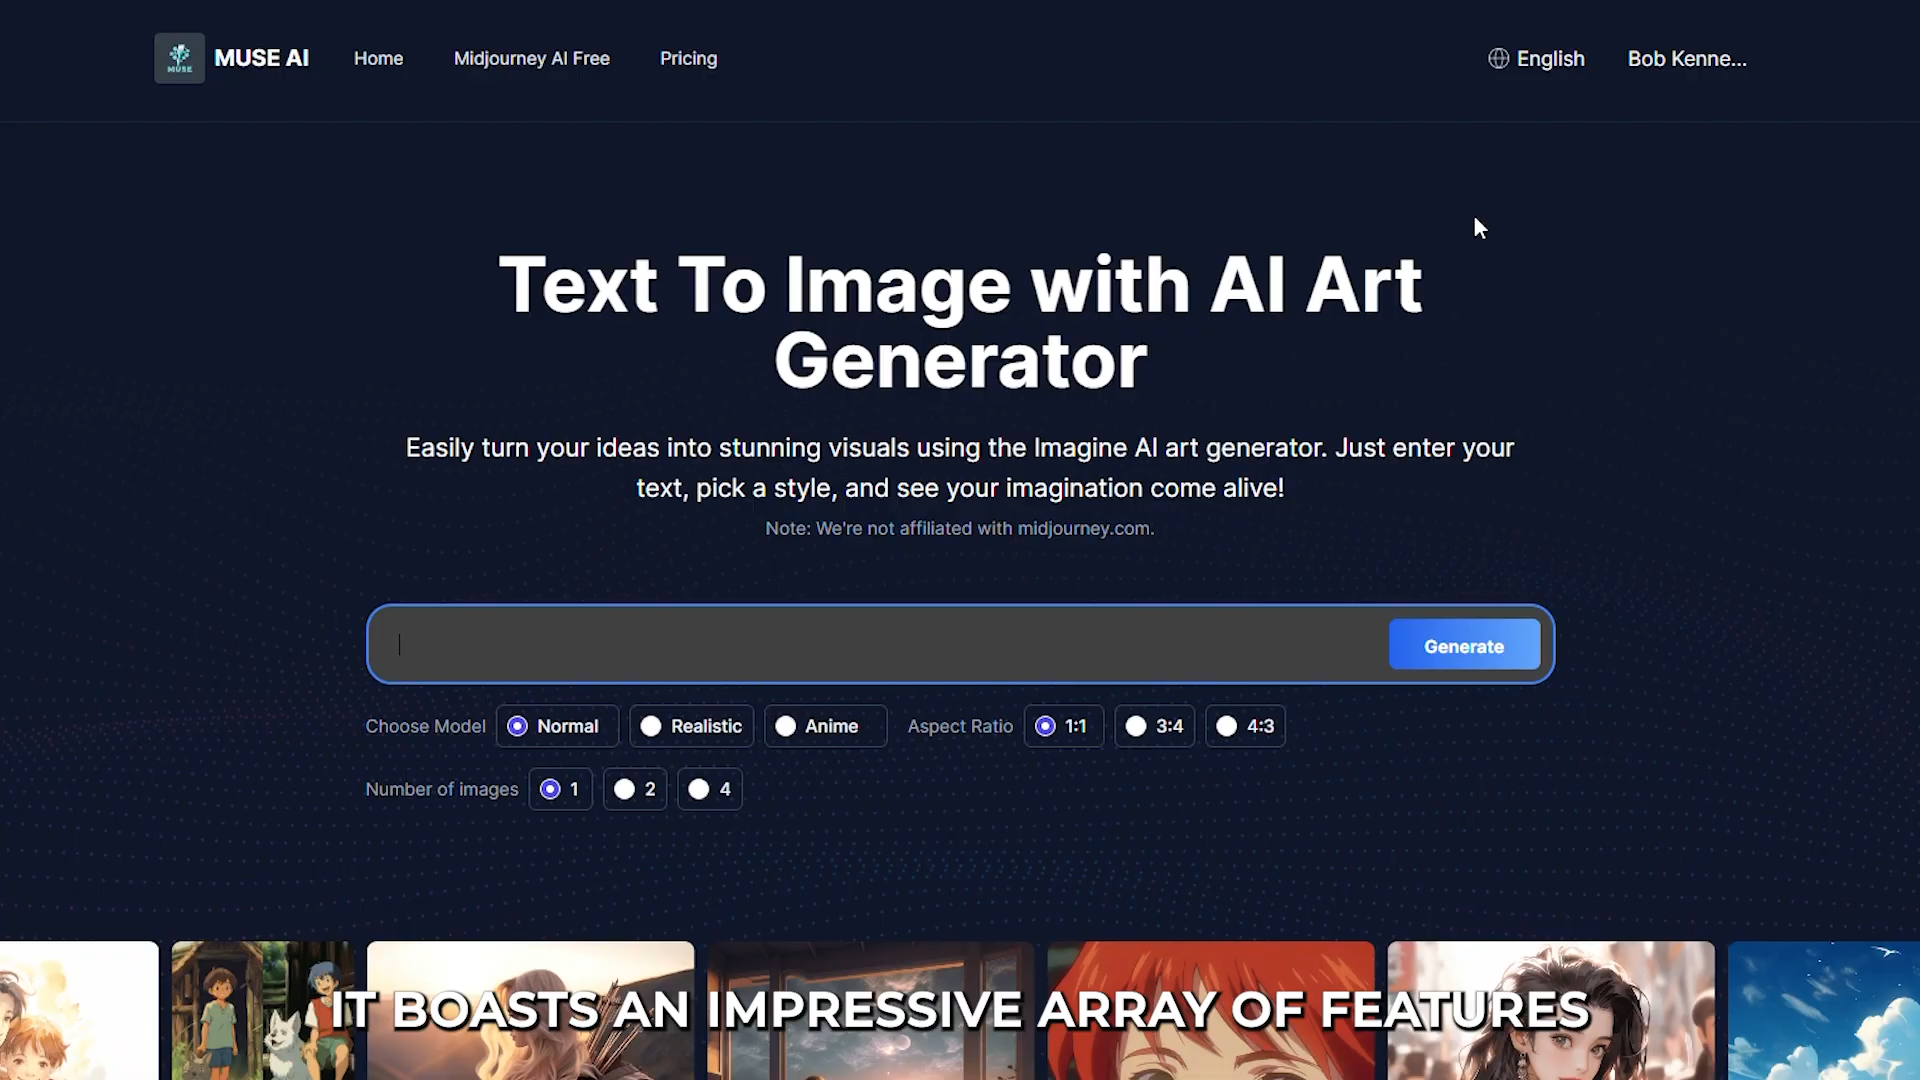 MUSE
MUSE AI
Home
Midjourney AI Free
Pricing
English
Bob Kenne...
Text To Image with AI Art
Generator
Easily turn your ideas into stunning visuals using the Imagine AI art generator. Just enter your
text, pick a style, and see your imagination come alive!
Note: We're not affiliated with midjourney.com.
Generate
Choose Model
Normal
Realistic
Anime
Aspect Ratio
1:1
3:4
4:3
Number of images
1
2
4
IT BOASTS AN IMPRESSIVE ARRAY OF FEATURES